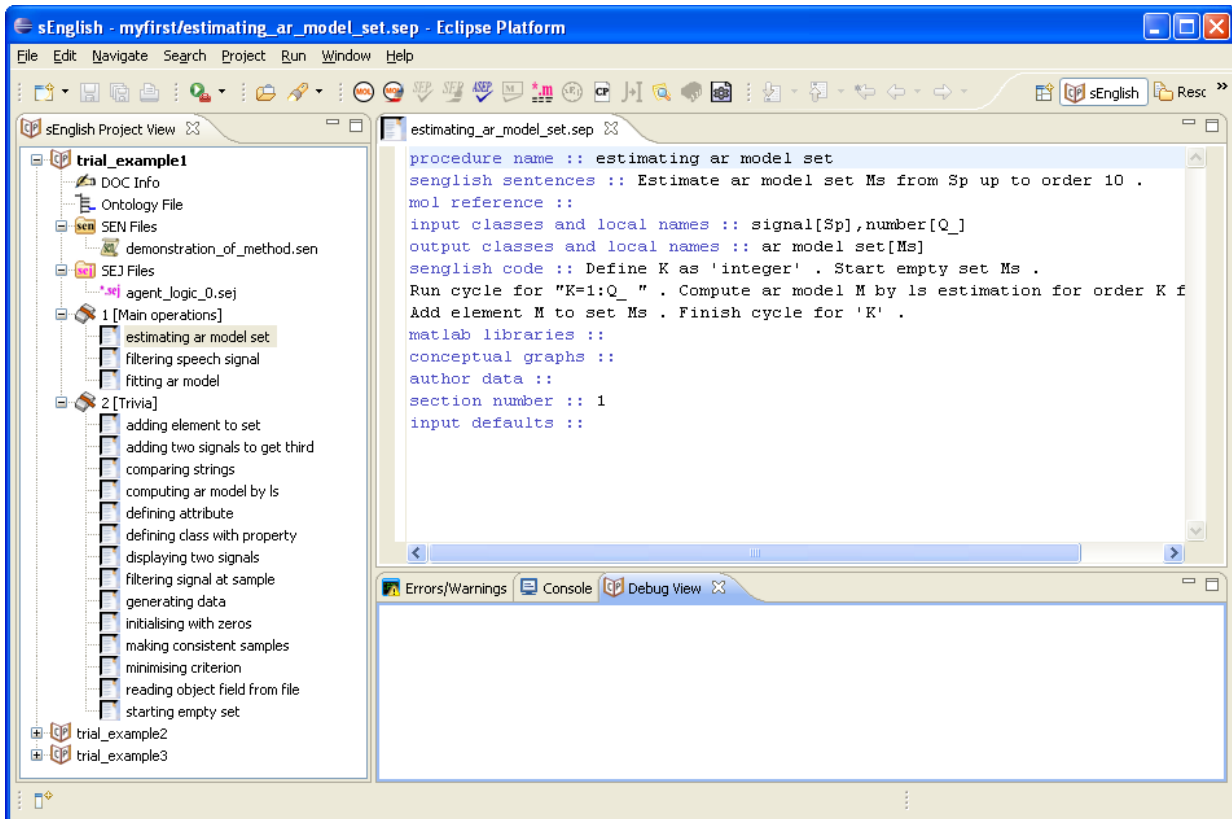 sEnglish - myfirst/estimating_ar_model_set.sep - Eclipse Platform
File Edit Navigate Search Project Run Window Help
sEnglish Resc »
sEnglish Project View
trial_example1
DOC Info
Ontology File
SEN Files
demonstration_of_method.sen
SEJ Files
agent_logic_0.sej
1 [Main operations]
estimating ar model set
filtering speech signal
fitting ar model
2 [Trivia]
adding element to set
adding two signals to get third
comparing strings
computing ar model by ls
defining attribute
defining class with property
displaying two signals
filtering signal at sample
generating data
initialising with zeros
making consistent samples
minimising criterion
reading object field from file
starting empty set
trial_example2
trial_example3
estimating_ar_model_set.sep
procedure name :: estimating ar model set
senglish sentences :: Estimate ar model set Ms from Sp up to order 10 .
mol reference ::
input classes and local names :: signal[Sp],number[Q_]
output classes and local names :: ar model set[Ms]
senglish code :: Define K as 'integer' . Start empty set Ms .
Run cycle for "K=1:Q_ " . Compute ar model M by ls estimation for order K f
Add element M to set Ms . Finish cycle for 'K' .
matlab libraries ::
conceptual graphs ::
author data ::
section number :: 1
input defaults ::
Errors/Warnings Console Debug View